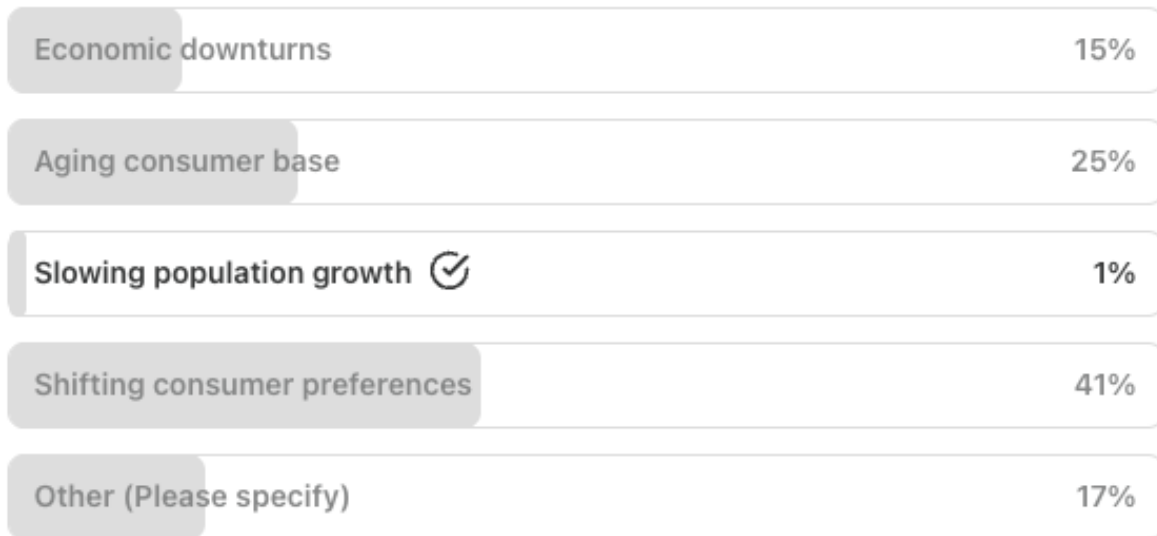 Economic downturns 15%
Aging consumer base 25%
Slowing population growth 1%
Shifting consumer preferences 41%
Other (Please specify) 17%